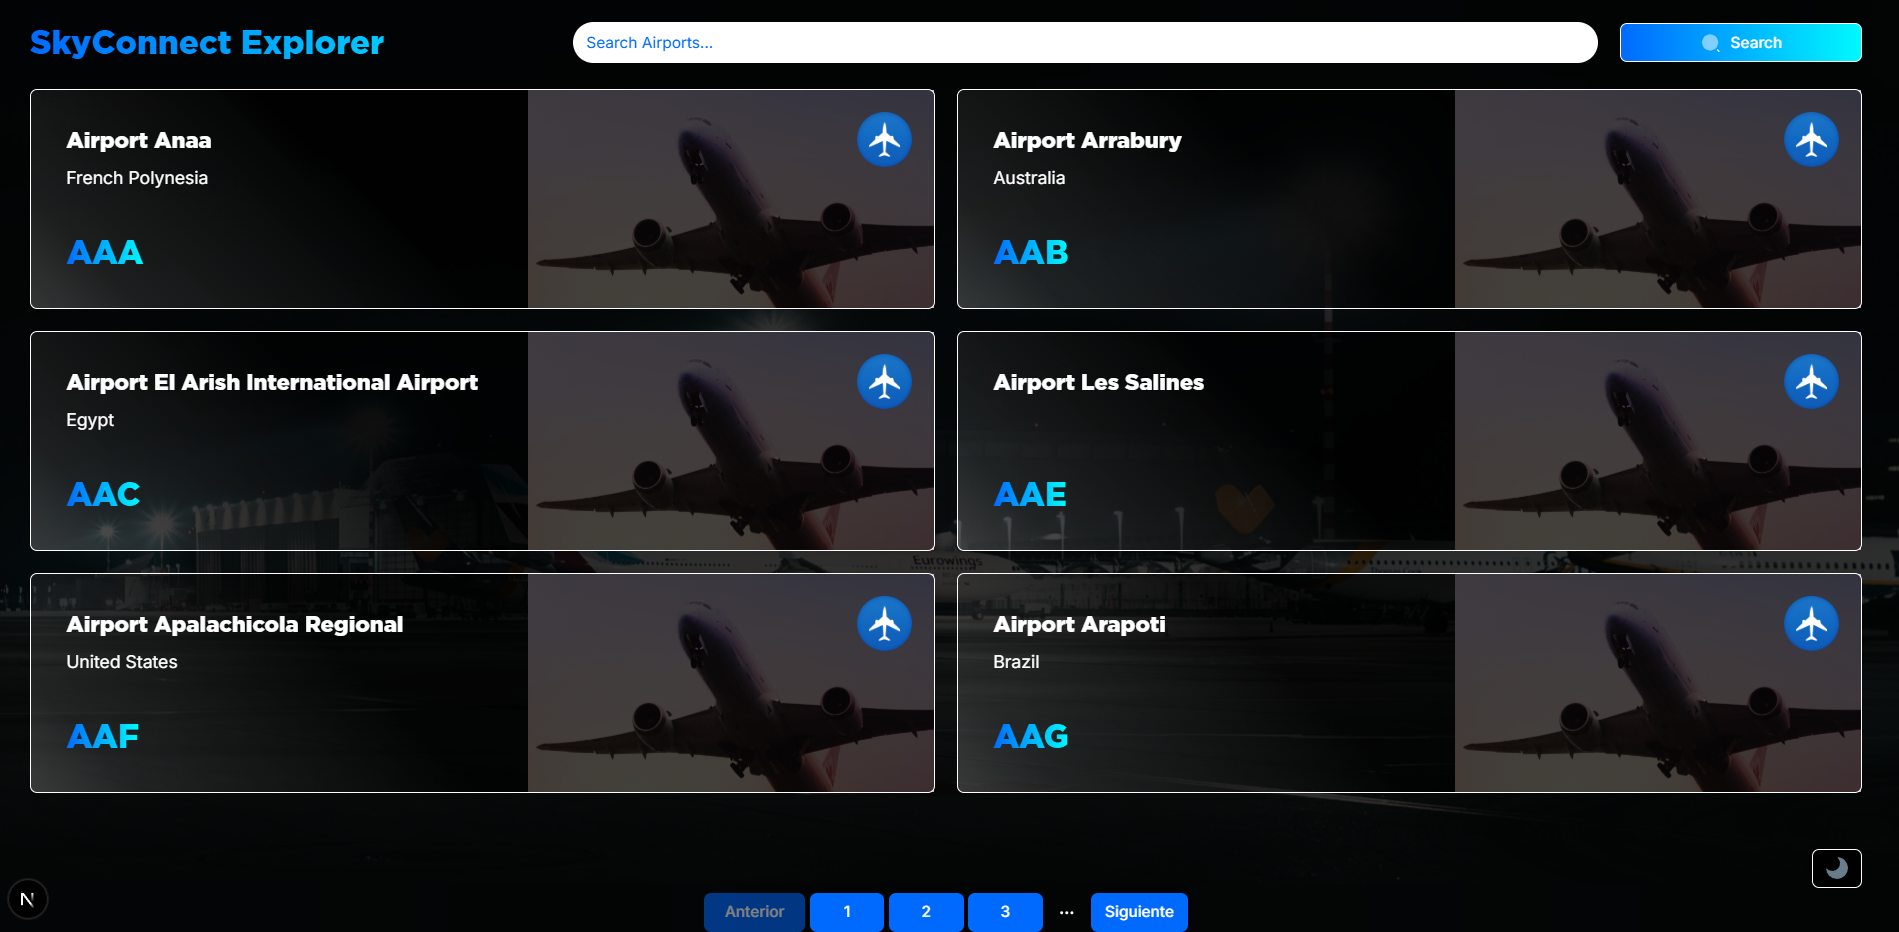 SkyConnect Explorer
Search Airports...
Search
Airport Anaa
French Polynesia
AAA
Airport Arrabury
Australia
AAB
Airport El Arish International Airport
Egypt
AAC
Airport Les Salines
AAE
Eurowings
Airport Apalachicola Regional
United States
AAF
Airport Arapoti
Brazil
AAG
N
Anterior
1
2
3
...
Siguiente